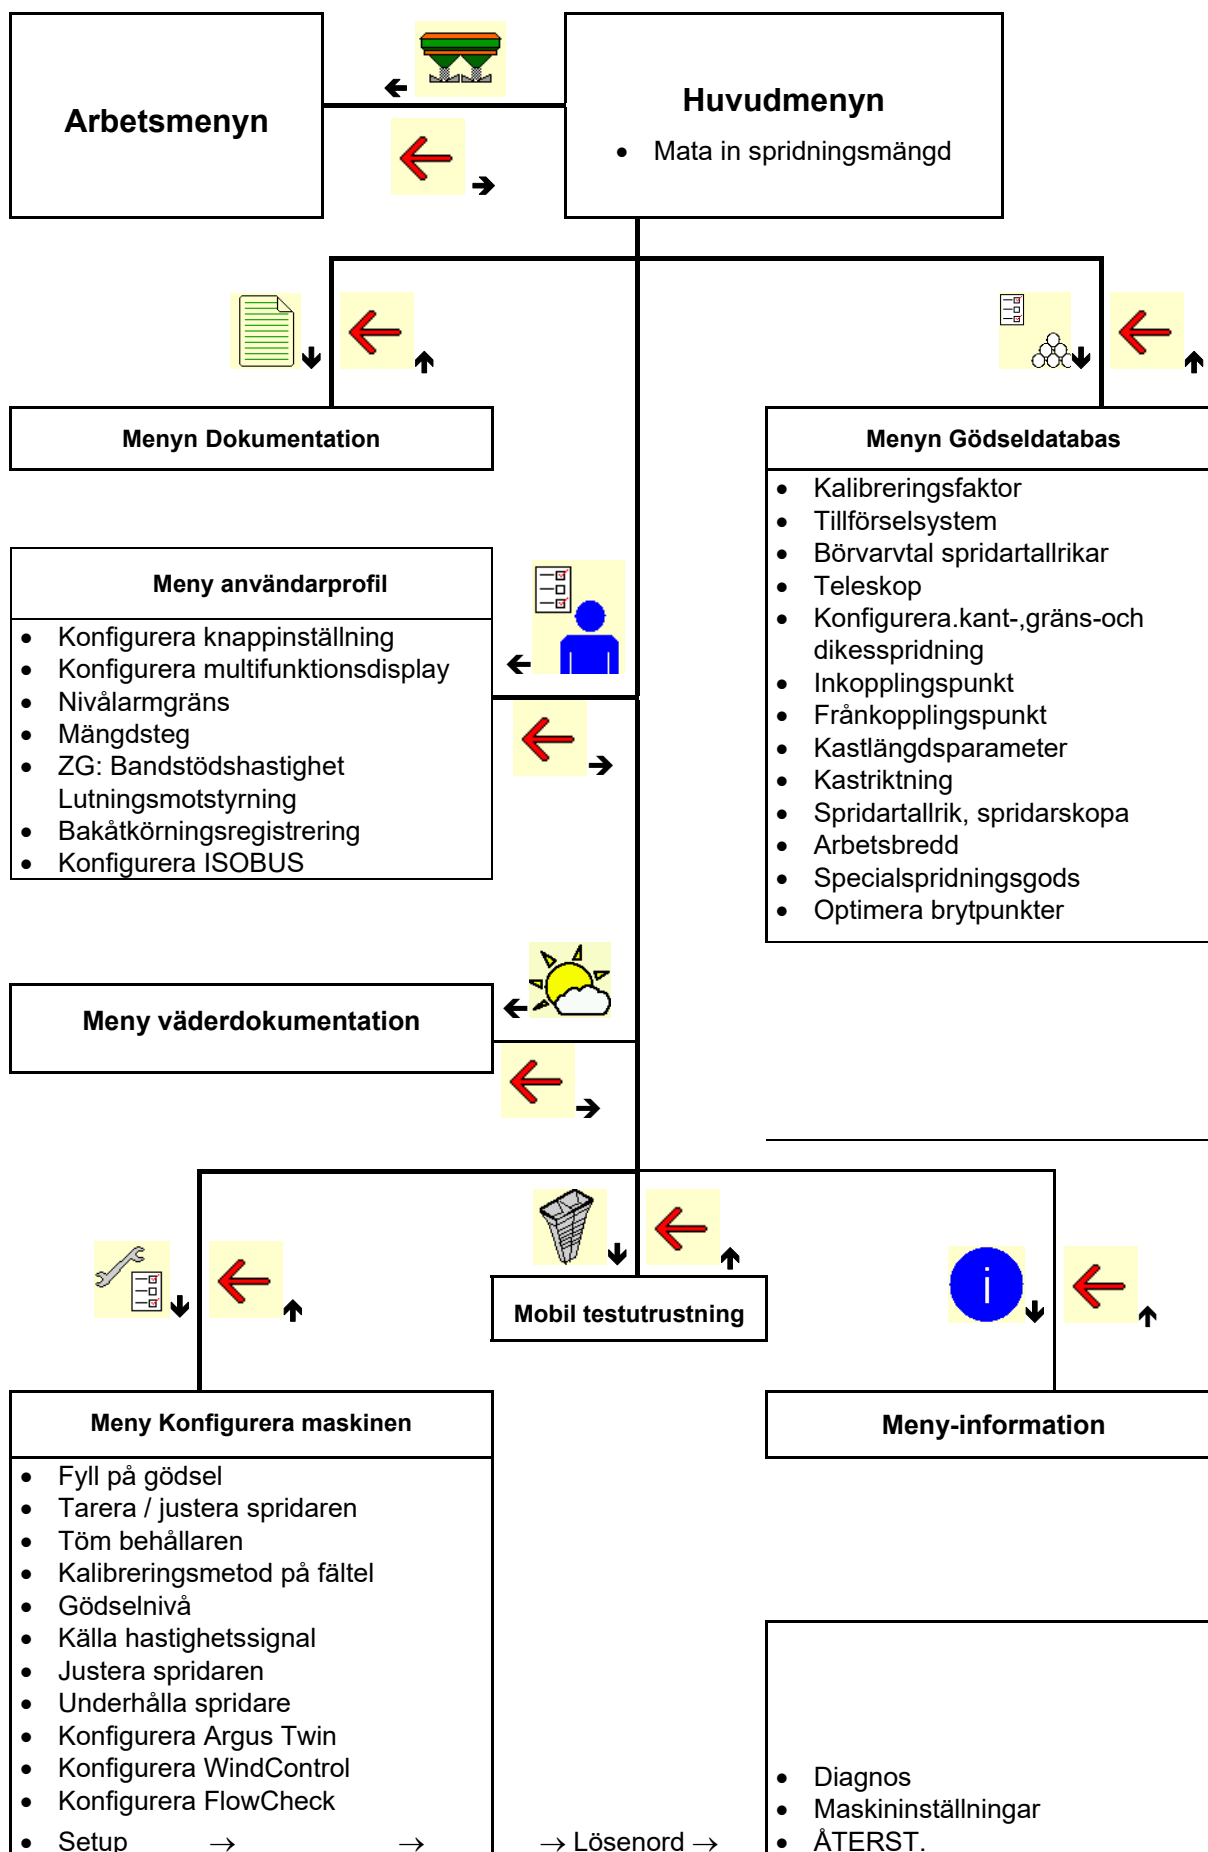 Arbetsmenyn
Huvudmenyn
• Mata in spridningsmängd
Menyn Dokumentation
Menyn Gödseldatabas
• Kalibreringsfaktor
• Tillförselsystem
• Börvarvtal spridartallrikar
• Teleskop
• Konfigurera.kant-,gräns-och
dikesspridning
• Inkopplingspunkt
• Frånkopplingspunkt
• Kastlängdsparameter
• Kastriktning
• Spridartallrik, spridarskopa
• Arbetsbredd
• Specialspridningsgods
• Optimera brytpunkter
Meny användarprofil
• Konfigurera knappinställning
• Konfigurera multifunktionsdisplay
• Nivålarmgräns
• Mängdsteg
• ZG: Bandstödshastighet
Lutningsmotstyrning
• Bakåtkörningsregistrering
• Konfigurera ISOBUS
Meny väderdokumentation
Mobil testutrustning
i
Meny Konfigurera maskinen
• Fyll på gödsel
• Tarera / justera spridaren
• Töm behållaren
• Kalibreringsmetod på fältel
• Gödselnivå
• Källa hastighetssignal
• Justera spridaren
• Underhålla spridare
• Konfigurera Argus Twin
• Konfigurera WindControl
• Konfigurera FlowCheck
• Setup → → → Lösenord →
Meny-information
• Diagnos
• Maskininställningar
• ÅTERST.